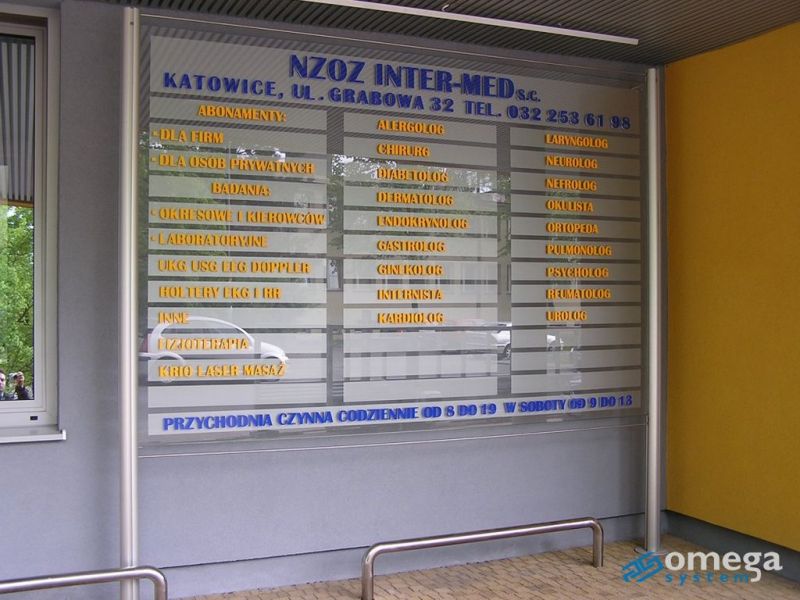 NZOZ INTER-MED s.c.
KATOWICE, UL. GRABOWA 32 TEL. 032 253 61 98
ABONAMENTY:
- DLA FIRM
- DLA OSÓB PRYWATNYCH
BADANIA:
- OKRESOWE I KIEROWCÓW
- LABORATORYJNE
UKG USG EEG DOPPLER
HOLTERY EKG I RR
INNE
FIZJOTERAPIA
KRIO LASER MASAŻ
ALERGOLOG
CHIRURG
DIABETOLOG
DERMATOLOG
ENDOKRYNOLOG
GASTROLOG
GINEKOLOG
INTERNISTA
KARDIOLOG
LARYNGOLOG
NEUROLOG
NEFROLOG
OKULISTA
ORTOPEDA
PULMONOLOG
PSYCHOLOG
REUMATOLOG
UROLOG
PRZYCHODNIA CZYNNA CODZIENNIE OD 8 DO 19 W SOBOTY OD 9 DO 13
omega
system